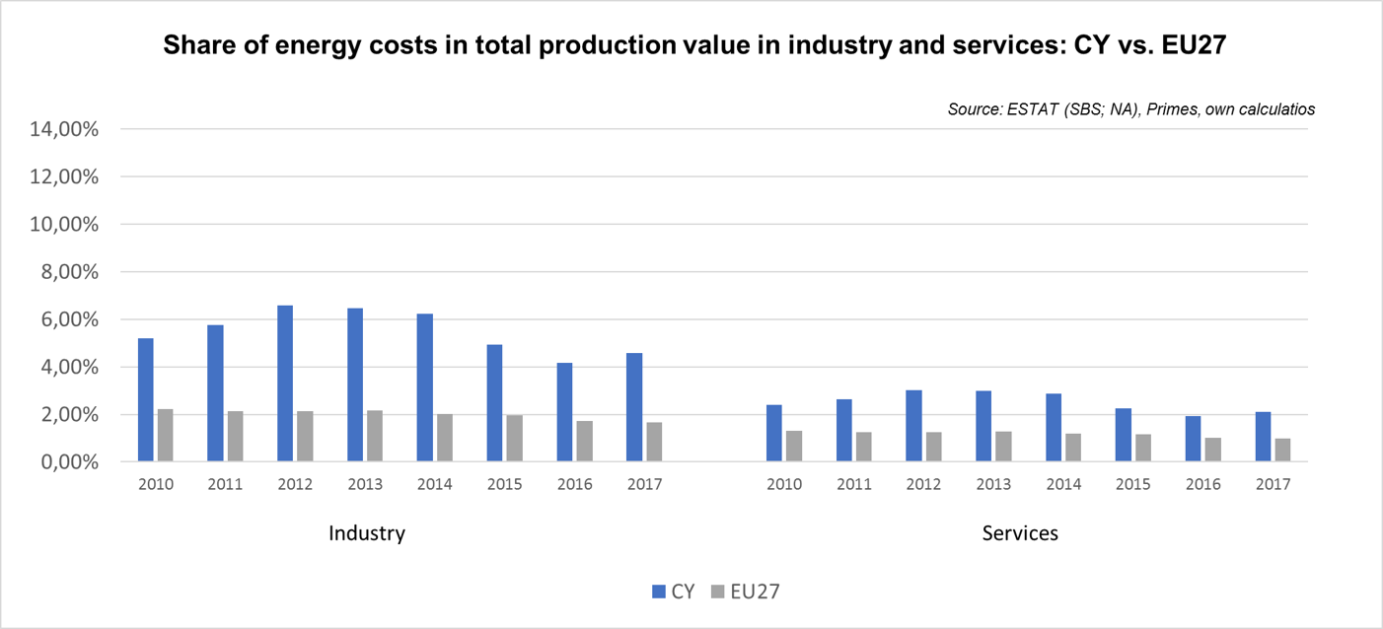 Share of energy costs in total production value in industry and services: CY vs. EU27
Source: ESTAT (SBS; NA), Primes, own calculatios
14,00%
12,00%
10,00%
8,00%
6,00%
4,00%
2,00%
0,00%
2010 2011 2012 2013 2014 2015 2016 2017 2010 2011 2012 2013 2014 2015 2016 2017
Industry Services
CY EU27